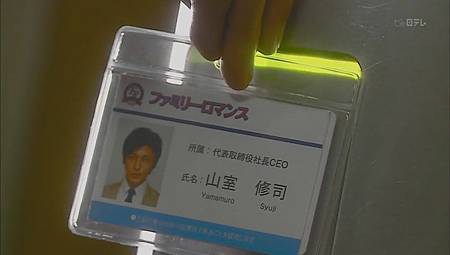 日テレ
ファミリーロマンス
所属:代表取締役社長CEO
氏名:山室 修司
Yamamuro Syuji